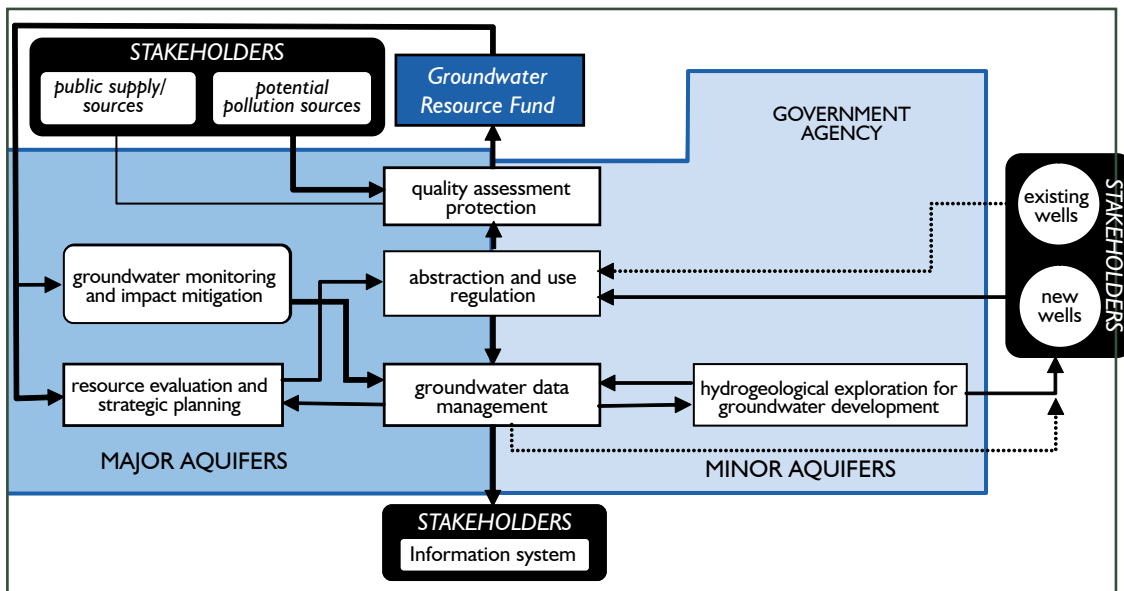 STAKEHOLDERS
public supply/
sources
potential
pollution sources
Groundwater
Resource Fund
GOVERNMENT
AGENCY
quality assessment
protection
STAKEHOLDERS
existing
wells
new
wells
groundwater monitoring
and impact mitigation
abstraction and use
regulation
resource evaluation and
strategic planning
groundwater data
management
hydrogeological exploration for
groundwater development
MAJOR AQUIFERS
MINOR AQUIFERS
STAKEHOLDERS
Information system